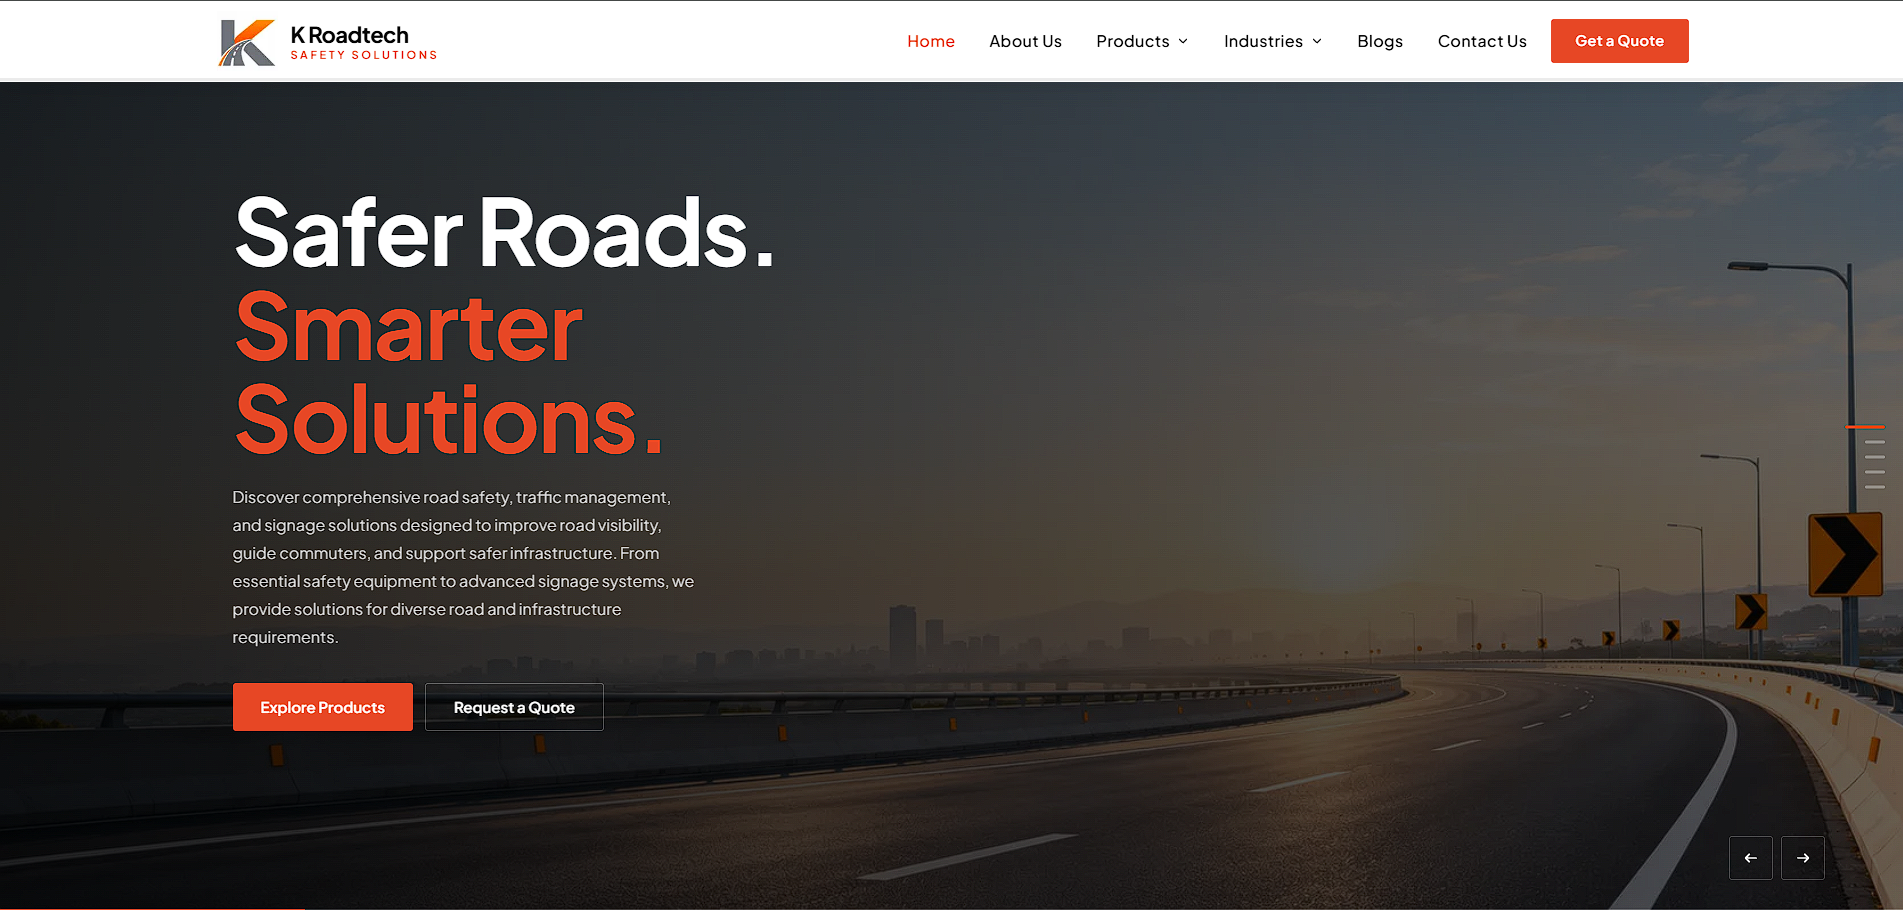 K Roadtech
SAFETY SOLUTIONS
Home
About Us
Products
Industries
Blogs
Contact Us
Get a Quote
Safer Roads.
Smarter
Solutions.
Discover comprehensive road safety, traffic management,
and signage solutions designed to improve road visibility,
guide commuters, and support safer infrastructure. From
essential safety equipment to advanced signage systems, we
provide solutions for diverse road and infrastructure
requirements.
Explore Products
Request a Quote